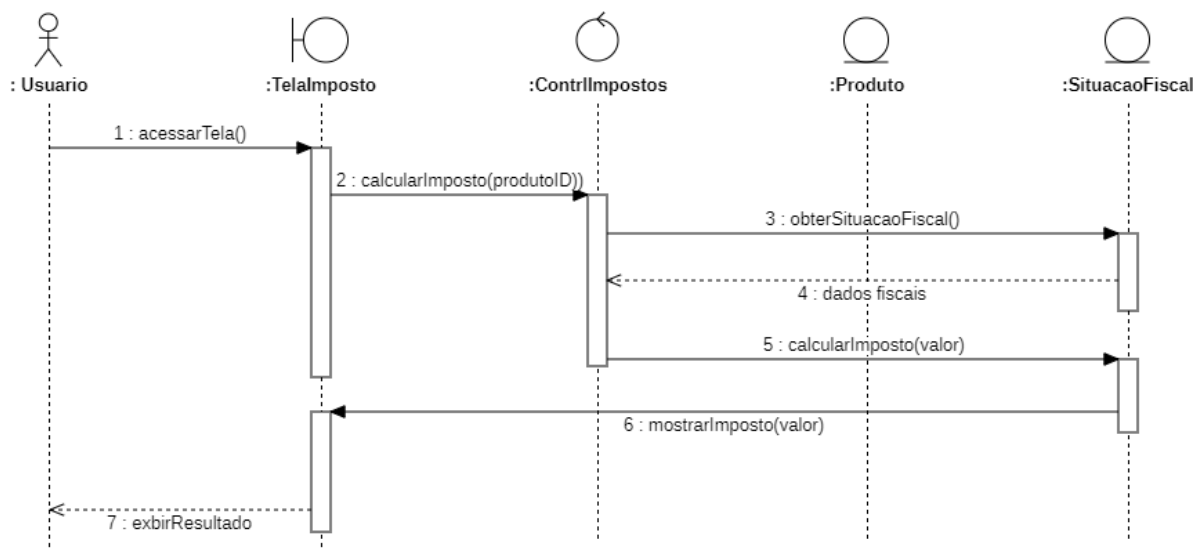 : Usuario
:TelaImposto
:ContrlImpostos
:Produto
:SituacaoFiscal
1 : acessarTela()
2 : calcularImposto(produtoID))
3 : obterSituacaoFiscal()
4 : dados fiscais
5 : calcularImposto(valor)
6 : mostrarImposto(valor)
7 : exbirResultado